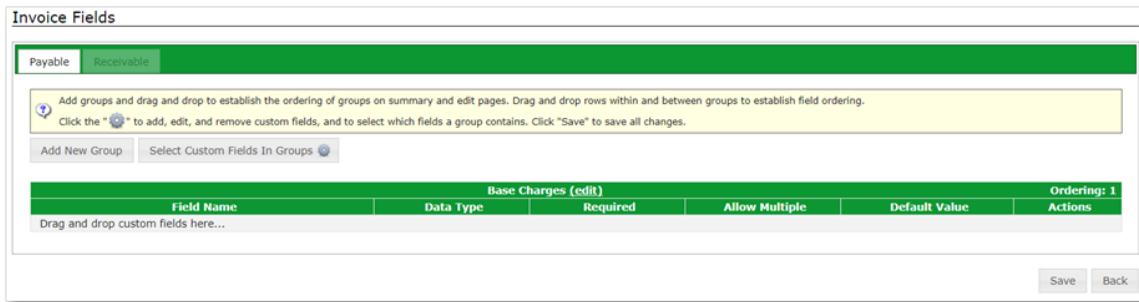 Invoice Fields
Payable Receivable
Add groups and drag and drop to establish the ordering of groups on summary and edit pages. Drag and drop rows within and between groups to establish field ordering.
Click the " " to add, edit, and remove custom fields, and to select which fields a group contains. Click "Save" to save all changes.
Add New Group Select Custom Fields In Groups
Base Charges (edit) Ordering: 1
Field Name Data Type Required Allow Multiple Default Value Actions
Drag and drop custom fields here...
Save Back